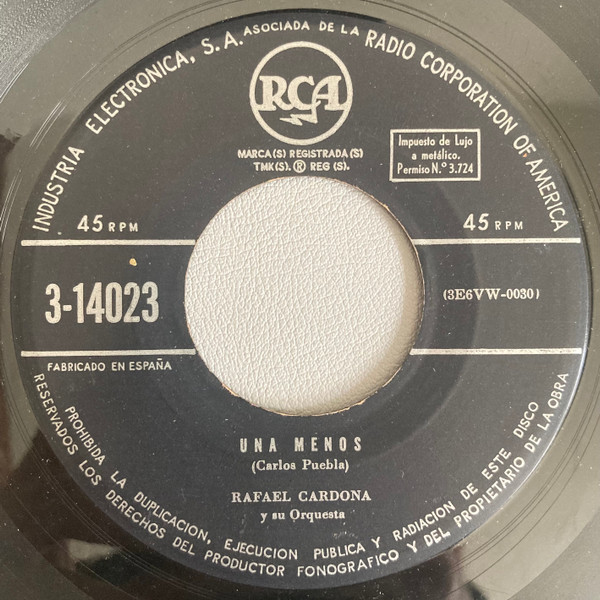 INDUSTRIA ELECTRONICA, S. A. ASOCIADA DE LA RADIO CORPORATION OF AMERICA
RCA
MARCA(S) REGISTRADA(S)
TMK(S). ® REG (S).
Impuesto de Lujo
a metálico.
Permiso N.º 3.724
45 RPM
45 RPM
3-14023
(3E6VW-0030)
FABRICADO EN ESPAÑA
UNA MENOS
(Carlos Puebla)
RAFAEL CARDONA
y su Orquesta
PROHIBIDA LA DUPLICACION, EJECUCION PUBLICA Y RADIACION DE ESTE DISCO
RESERVADOS LOS DERECHOS DEL PRODUCTOR FONOGRAFICO Y DEL PROPIETARIO DE LA OBRA